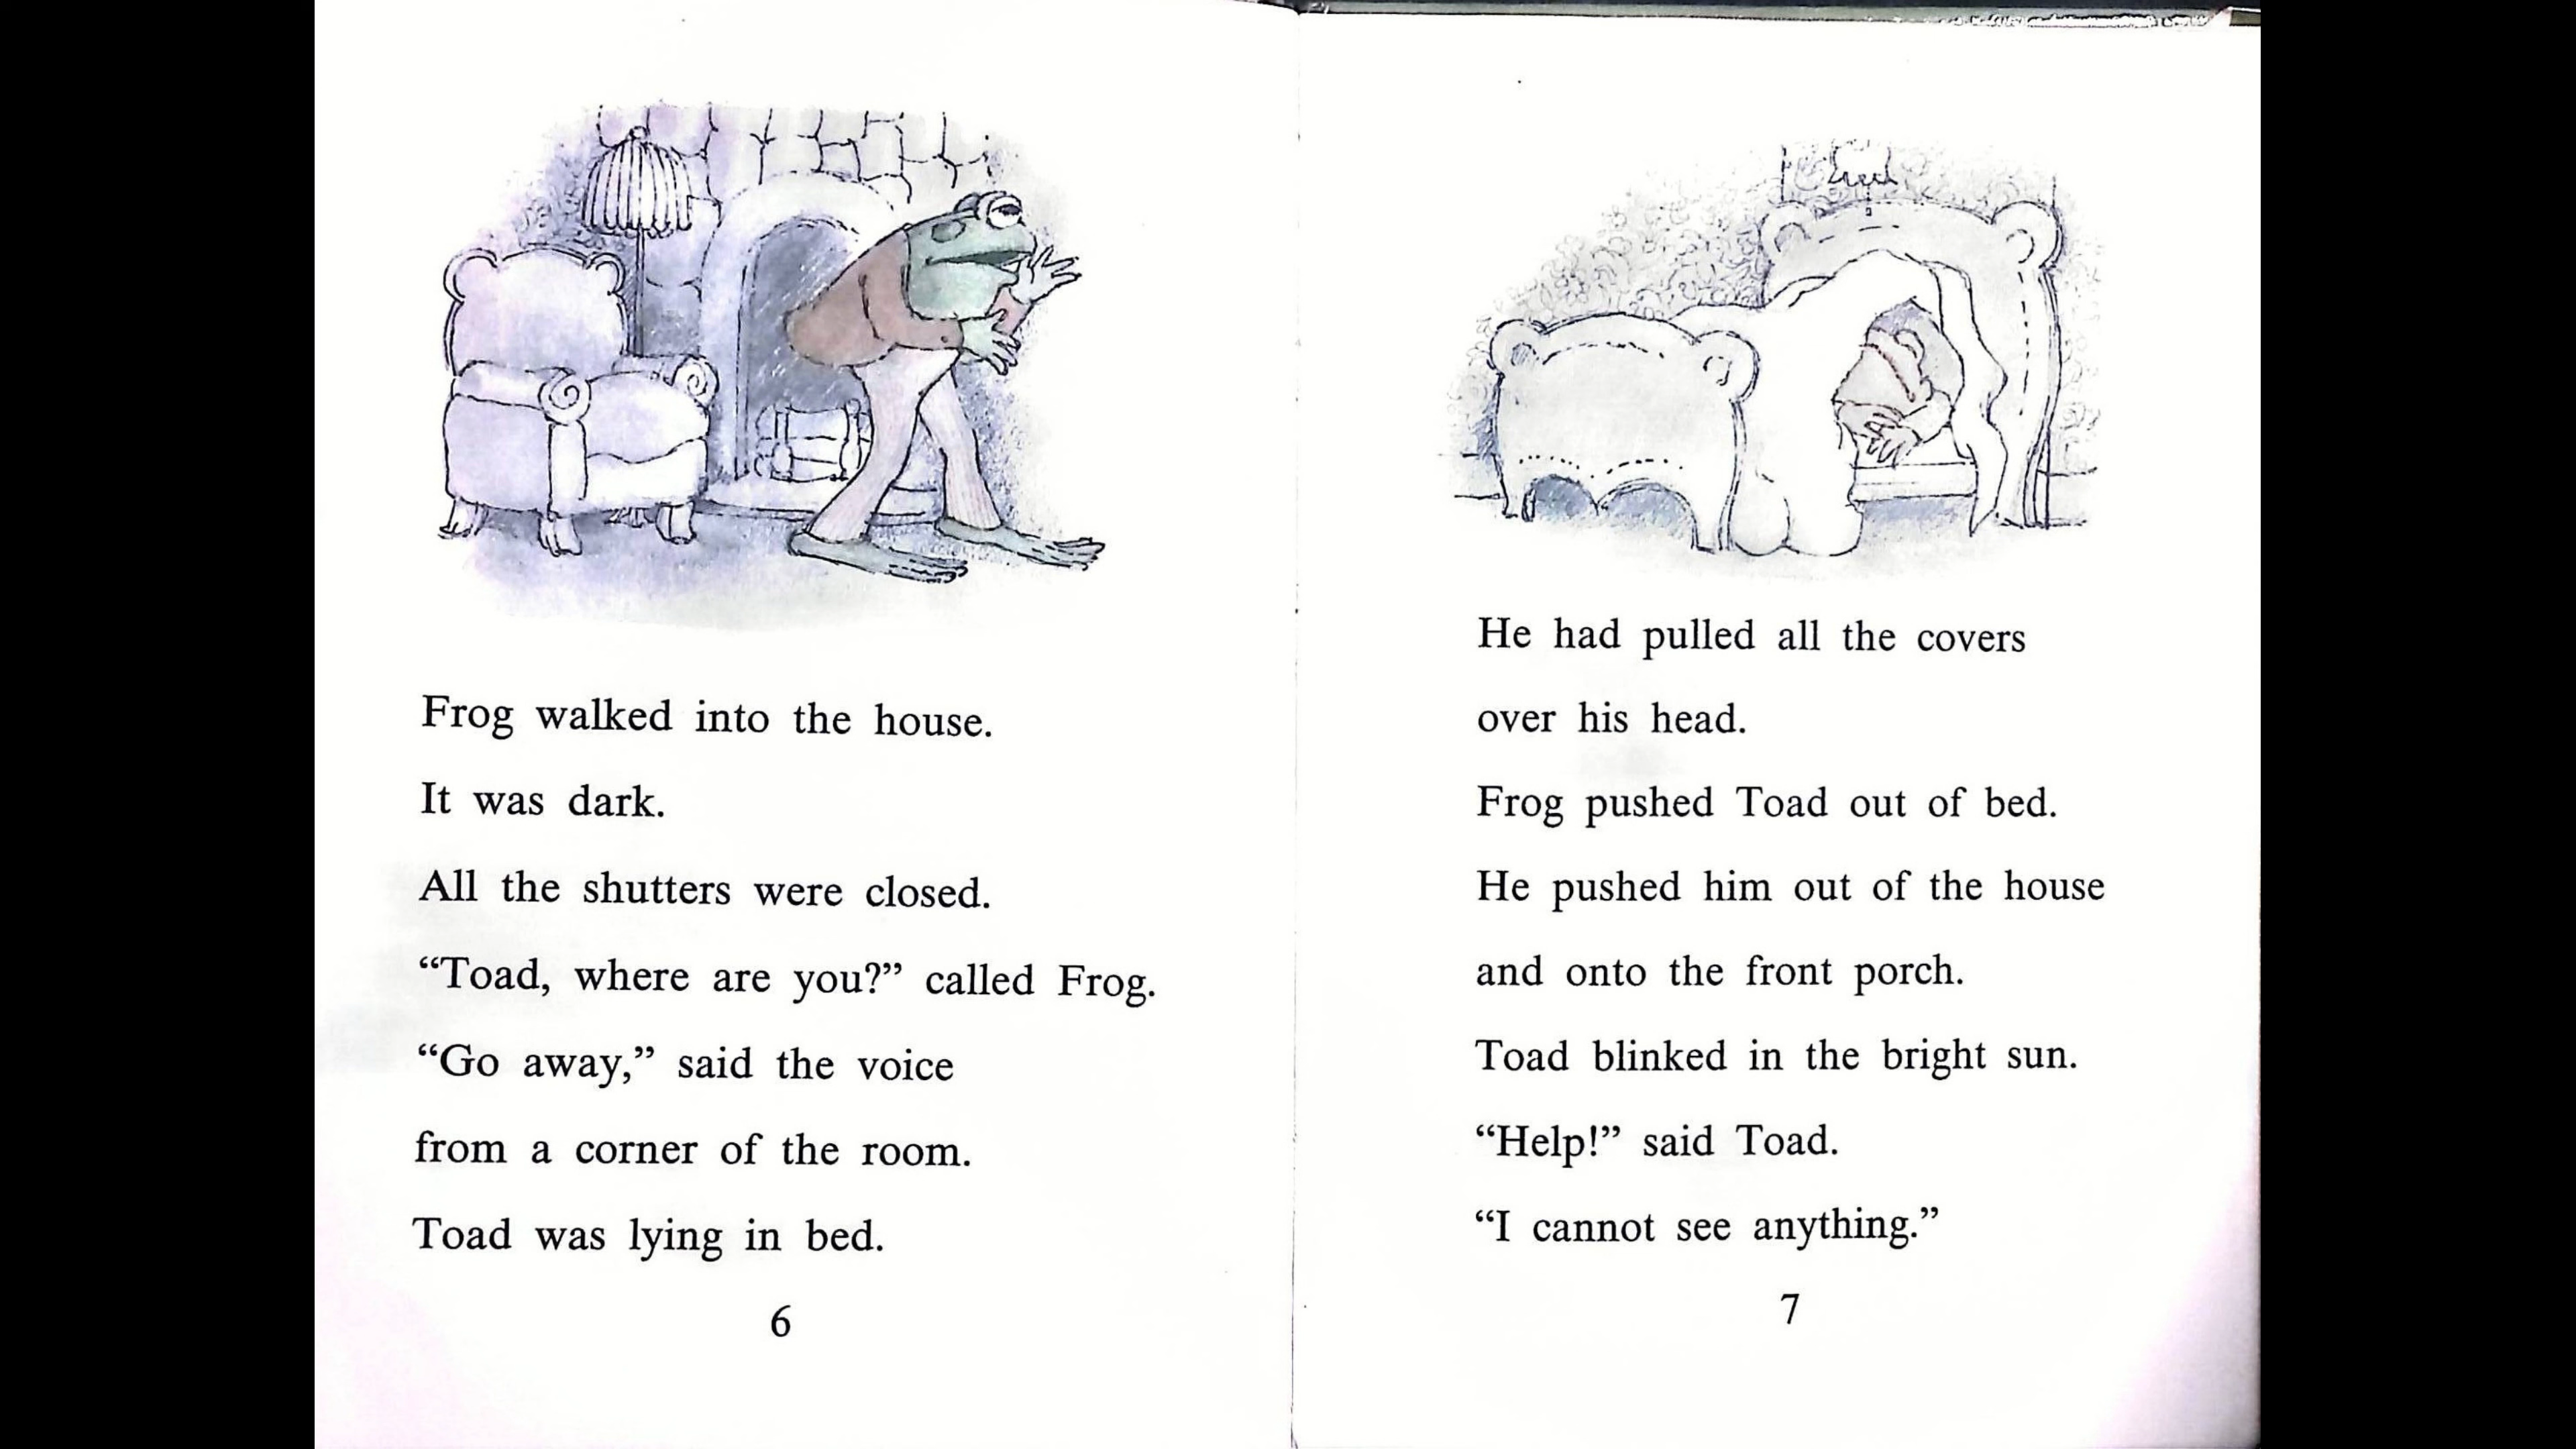 Frog walked into the house.
It was dark.
All the shutters were closed.
“Toad, where are you?” called Frog.
“Go away,” said the voice
from a corner of the room.
Toad was lying in bed.
6
He had pulled all the covers
over his head.
Frog pushed Toad out of bed.
He pushed him out of the house
and onto the front porch.
Toad blinked in the bright sun.
“Help!” said Toad.
“I cannot see anything.”
7